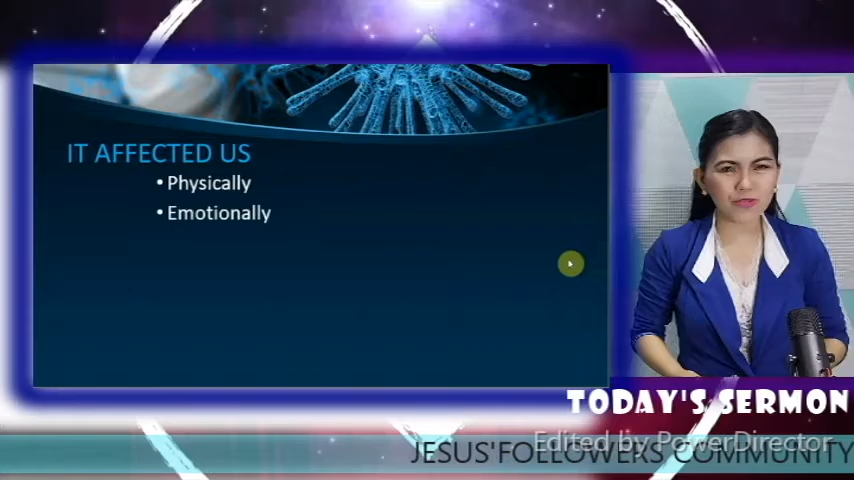 IT AFFECTED US
• Physically
• Emotionally
TODAY'S SERMON
Edited by PowerDirector
JESUS'FOLLOWERS COMMUNITY